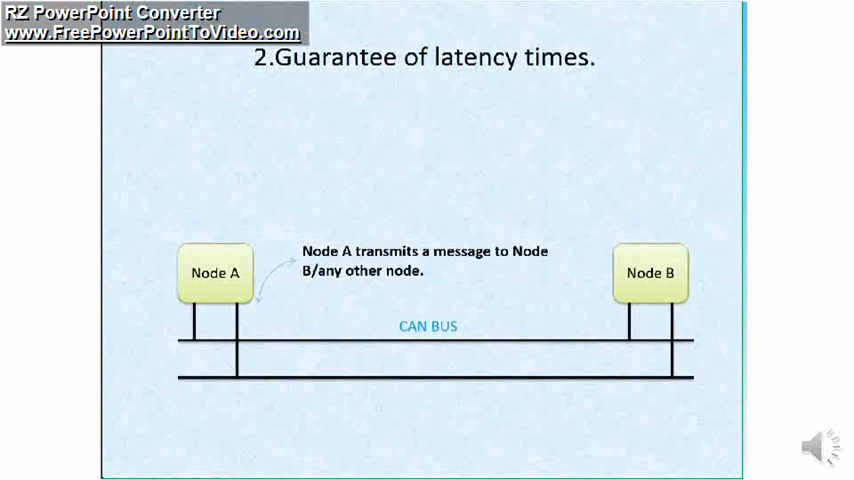 RZ PowerPoint Converter
www.FreePowerPointToVideo.com
2.Guarantee of latency times.
Node A
Node A transmits a message to Node
B/any other node.
Node B
CAN BUS